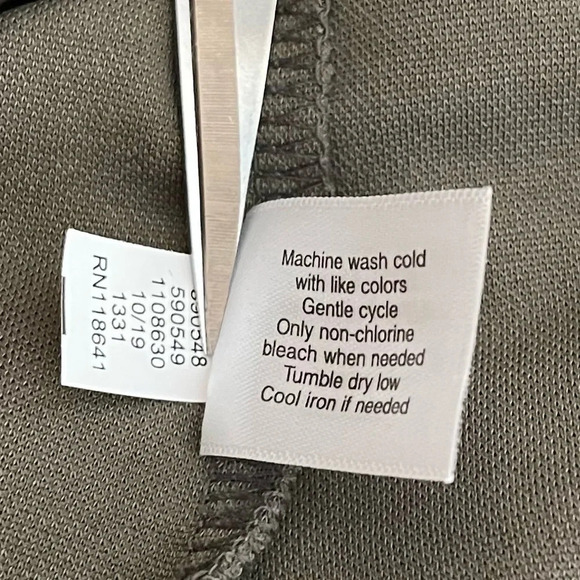 Machine wash cold
with like colors
Gentle cycle
Only non-chlorine
bleach when needed
Tumble dry low
Cool iron if needed
590549
1108630
10/19
1331
RN118641